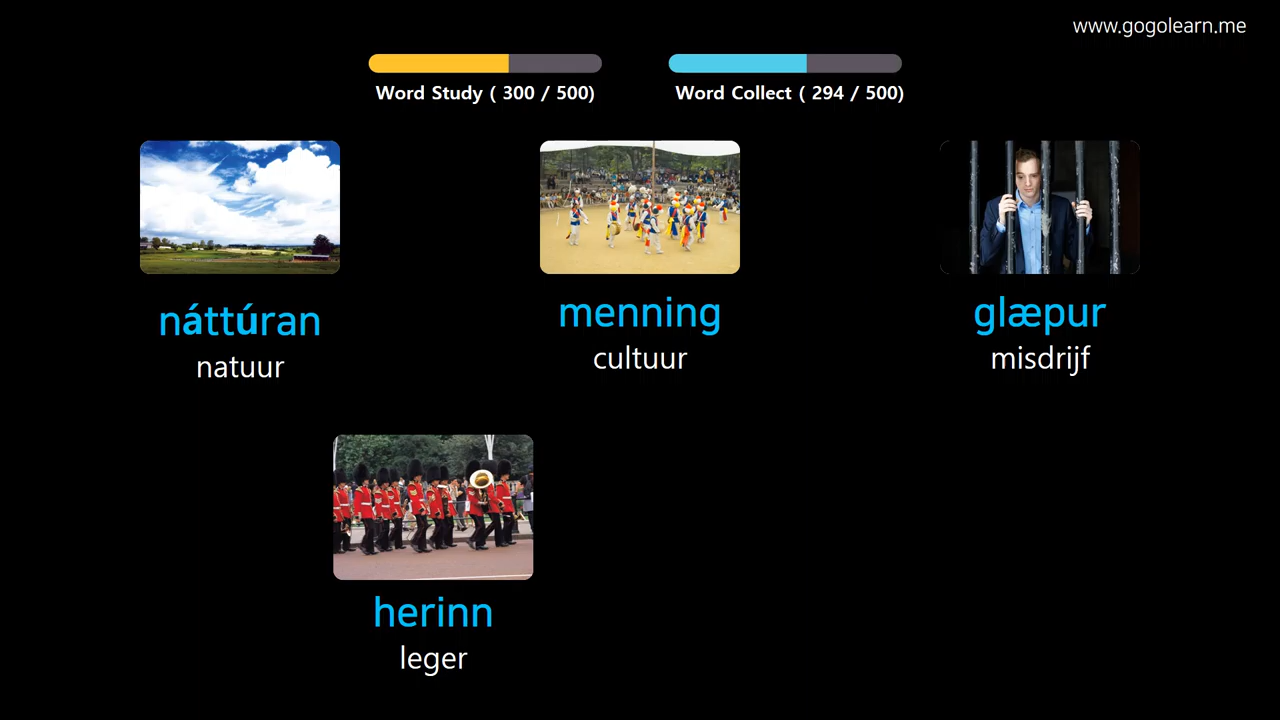 www.gogolearn.me
Word Study ( 300 / 500)
Word Collect ( 294 / 500)
náttúran
natuur
menning
cultuur
glæpur
misdrijf
herinn
leger